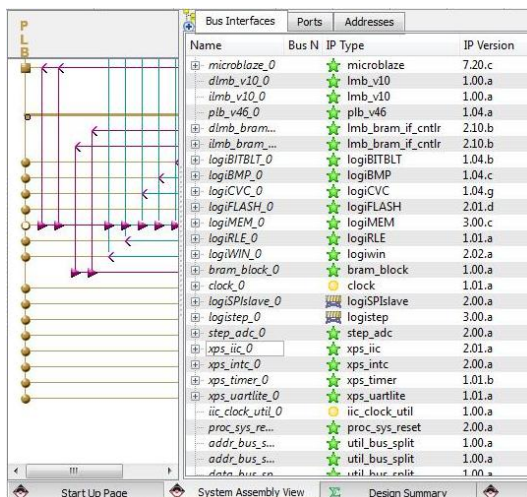 P
L
B
Bus Interfaces Ports Addresses
Name Bus N IP Type IP Version
microblaze_0 microblaze 7.20.c
dlmb_v10_0 lmb_v10 1.00.a
ilmb_v10_0 lmb_v10 1.00.a
plb_v46_0 plb_v46 1.04.a
dlmb_bram... lmb_bram_if_cntlr 2.10.b
ilmb_bram_... lmb_bram_if_cntlr 2.10.b
logiBITBLT_0 logiBITBLT 1.04.b
logiBMP_0 logiBMP 1.04.c
logiCVC_0 logiCVC 1.04.g
logiFLASH_0 logiFLASH 2.01.d
logiMEM_0 logiMEM 3.00.c
logiRLE_0 logiRLE 1.01.a
logiWIN_0 logiwin 2.02.a
bram_block_0 bram_block 1.00.a
clock_0 clock 1.01.a
logiSPIslave_0 logiSPIslave 2.00.a
logistep_0 logistep 3.00.a
step_adc_0 step_adc 2.00.a
xps_iic_0 xps_iic 2.01.a
xps_intc_0 xps_intc 2.00.a
xps_timer_0 xps_timer 1.01.b
xps_uartlite_0 xps_uartlite 1.01.a
iic_clock_util_0 iic_clock_util 1.00.a
proc_sys_re... proc_sys_reset 2.00.a
addr_bus_s... util_bus_split 1.00.a
addr_bus_s... util_bus_split 1.00.a
data_bus_sp... util_bus_split 1.00.a
Start Up Page System Assembly View Design Summary